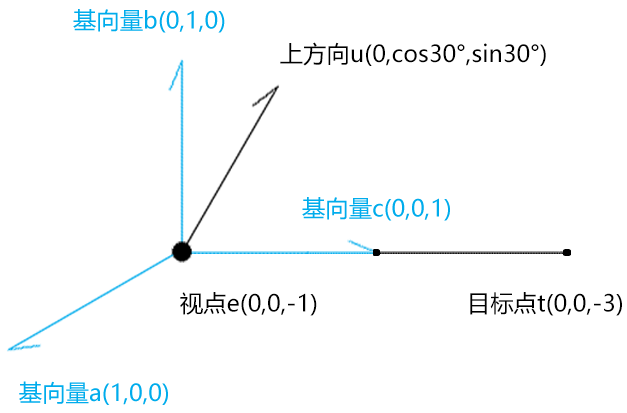 基向量b(0,1,0)
上方向u(0,cos30°,sin30°)
基向量c(0,0,1)
视点e(0,0,-1)
目标点t(0,0,-3)
基向量a(1,0,0)